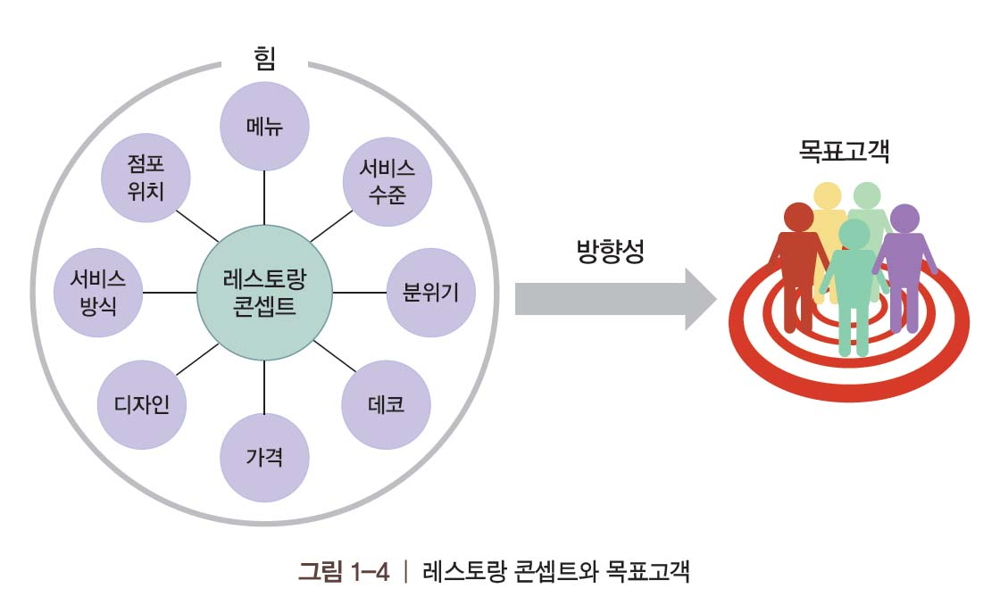 힘
메뉴
점포
위치
서비스
수준
서비스
방식
레스토랑
콘셉트
분위기
디자인
데코
가격
방향성
목표고객
그림 1-4 | 레스토랑 콘셉트와 목표고객